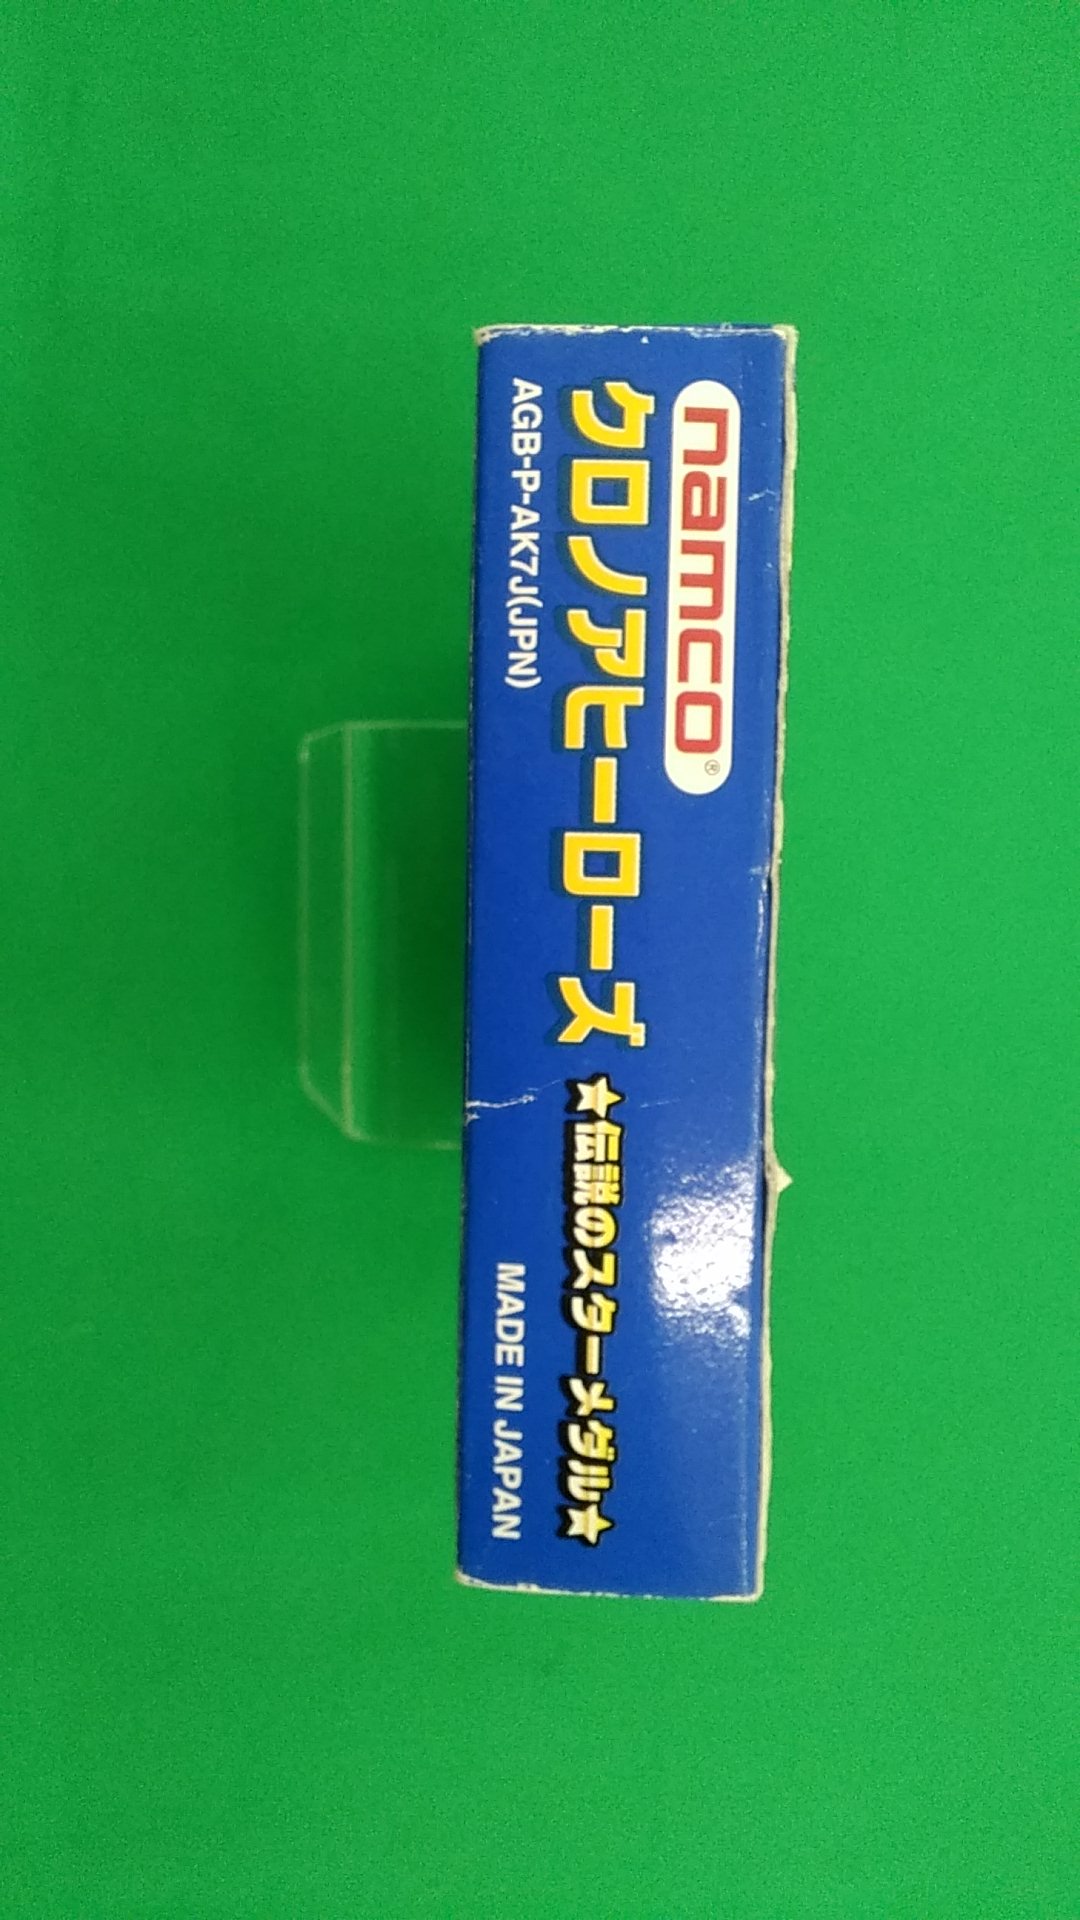 namco®
クロノアヒーローズ
★伝説のスターメダル★
AGB-P-AK7J(JPN)
MADE IN JAPAN